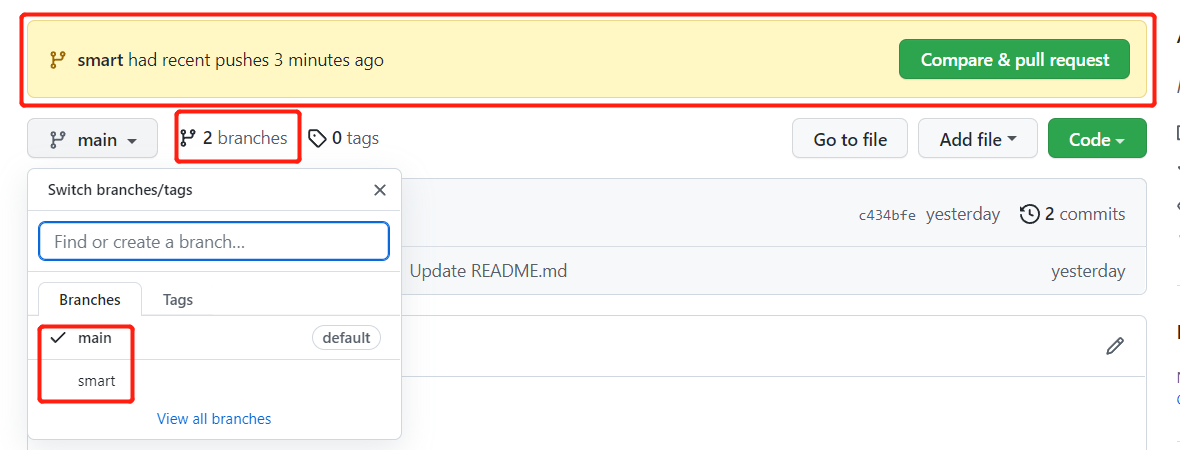 smart had recent pushes 3 minutes ago
Compare & pull request
main
2 branches
0 tags
Go to file
Add file
Code
Switch branches/tags
c434bfe yesterday
2 commits
Find or create a branch...
Update README.md
yesterday
Branches
Tags
main
default
smart
View all branches